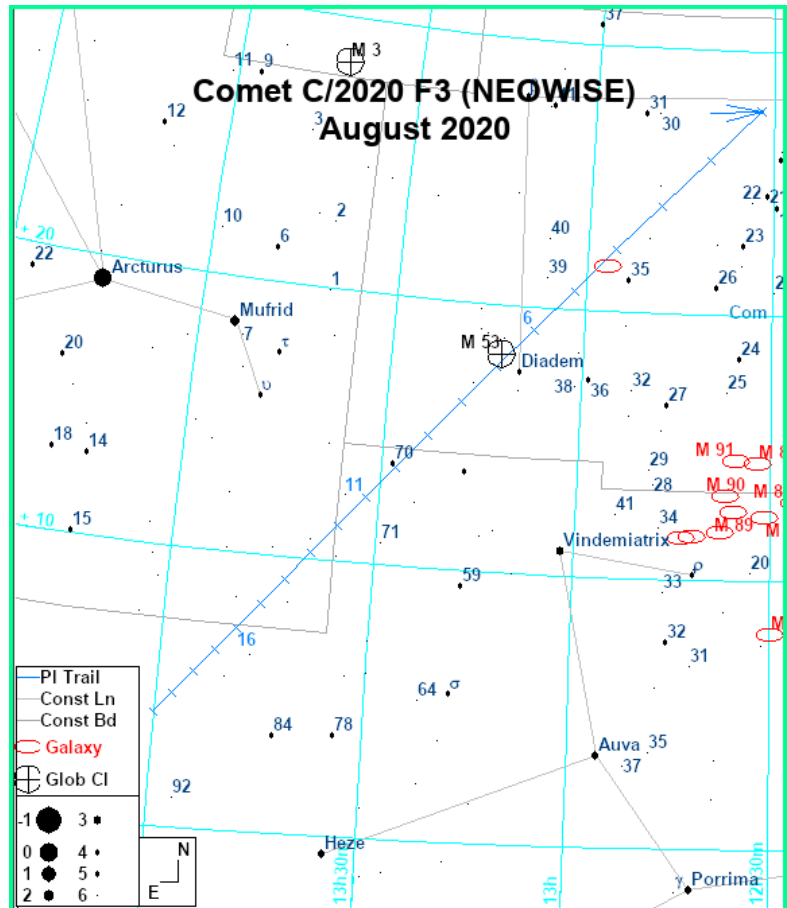 37
M 3
11 9
Comet C/2020 F3 (NEOWISE)
August 2020
12
3
31
30
2
10
6
40
22
23
+ 20
22
Arcturus
39
35
26
1
Mufrid
7
6
Com
τ
M 53
20
Diadem
24
υ
38
36
32
27
25
18
14
70
29
M 91
M 8
28
M 90
11
41
34
+ 10
15
M 89
71
Vindemiatrix
59
33
ρ
20
16
32
31
PI Trail
Const Ln
Const Bd
Galaxy
Glob Cl
64
σ
84
78
Auva
35
37
92
-1
3
0
4
1
5
2
6
N
E
Heze
13h30m
13h
12h30m
γ
Porrima